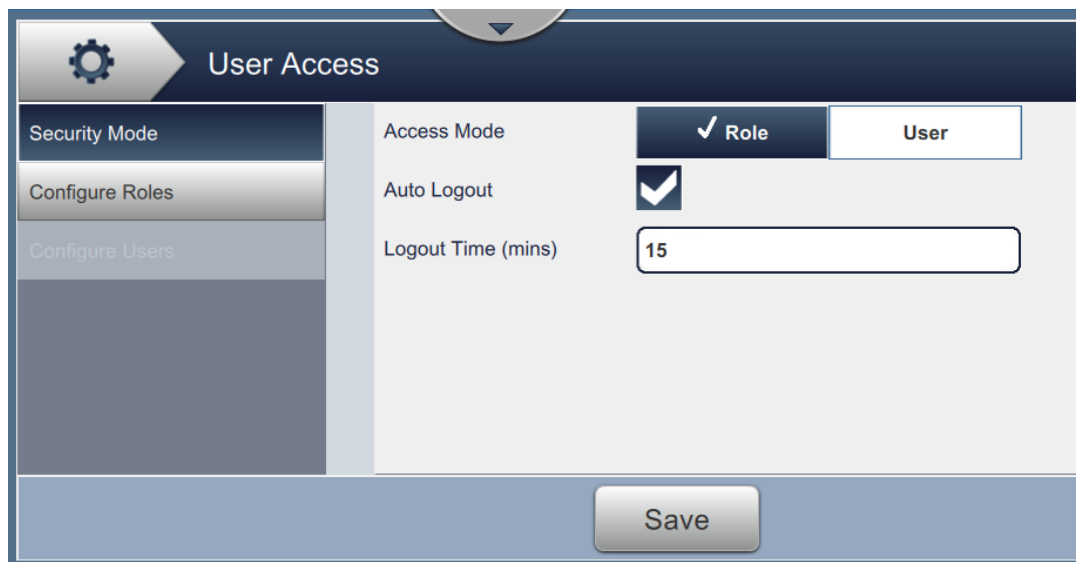 User Access
Security Mode
Configure Roles
Configure Users
Access Mode
Role
User
Auto Logout
Logout Time (mins)
15
Save